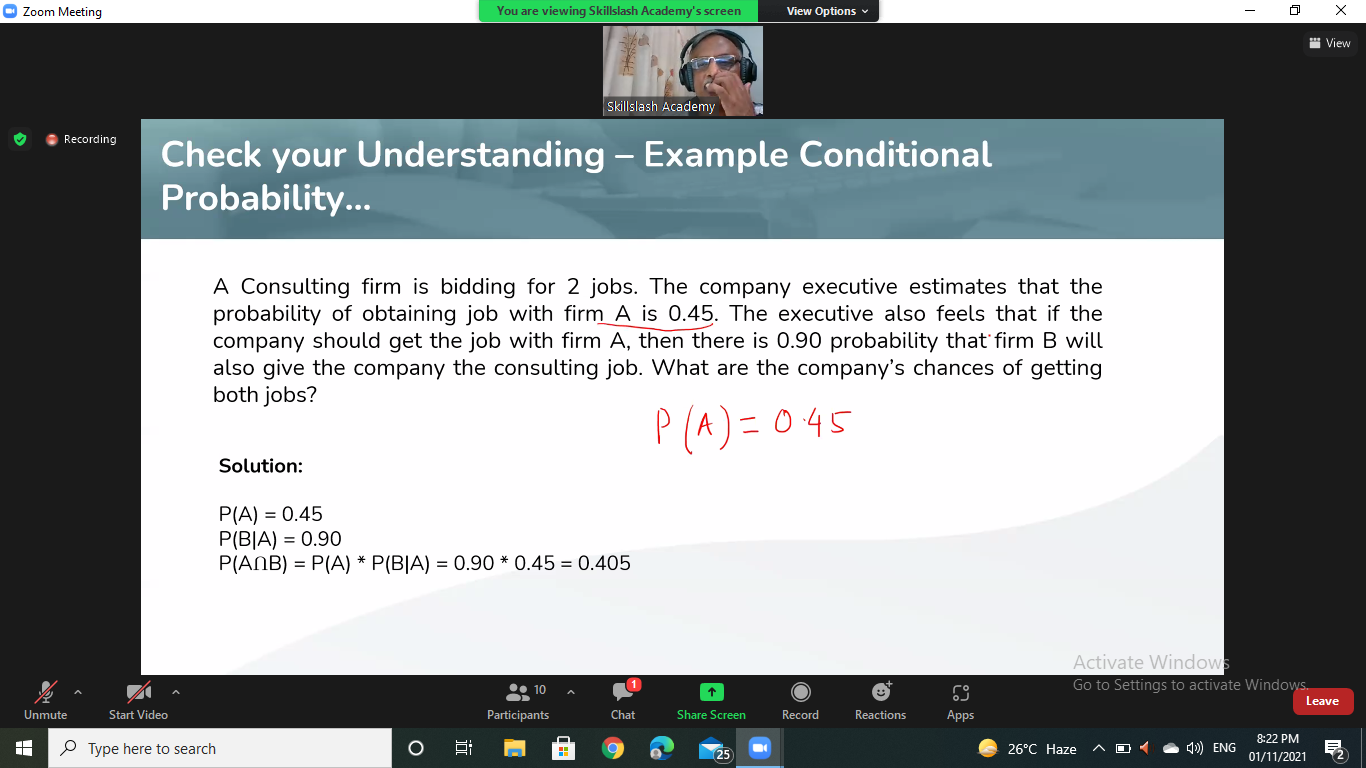 Zoom Meeting
You are viewing Skillslash Academy's screen
View Options
View
Skillslash Academy
Recording
Check your Understanding – Example Conditional
Probability...
A Consulting firm is bidding for 2 jobs. The company executive estimates that the
probability of obtaining job with firm A is 0.45. The executive also feels that if the
company should get the job with firm A, then there is 0.90 probability that firm B will
also give the company the consulting job. What are the company's chances of getting
both jobs?
P(A) = 0.45
Solution:
P(A) = 0.45
P(B|A) = 0.90
P(A∩B) = P(A) * P(B|A) = 0.90 * 0.45 = 0.405
Activate Windows
Go to Settings to activate Windows.
Unmute
Start Video
10
Participants
1
Chat
Share Screen
Record
Reactions
Apps
Leave
Type here to search
25
26°C Haze
ENG
8:22 PM
01/11/2021
2